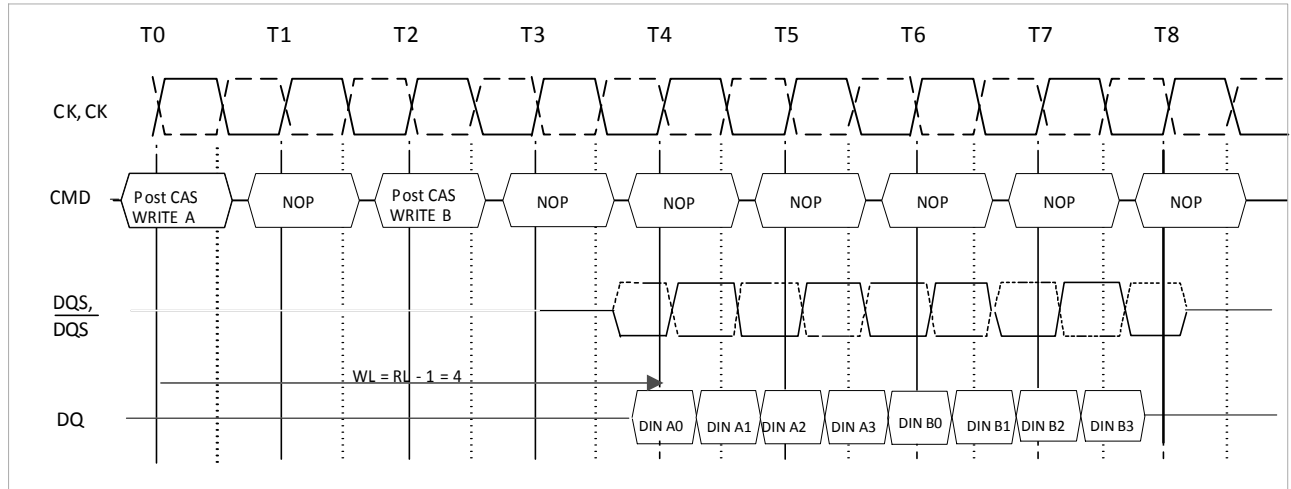 T0 T1 T2 T3 T4 T5 T6 T7 T8
CK, CK
CMD
Post CAS
WRITE A
NOP
Post CAS
WRITE B
NOP
NOP
NOP
NOP
NOP
NOP
DQS,
DQS
WL = RL - 1 = 4
DQ
DIN A0 DIN A1 DIN A2 DIN A3 DIN B0 DIN B1 DIN B2 DIN B3